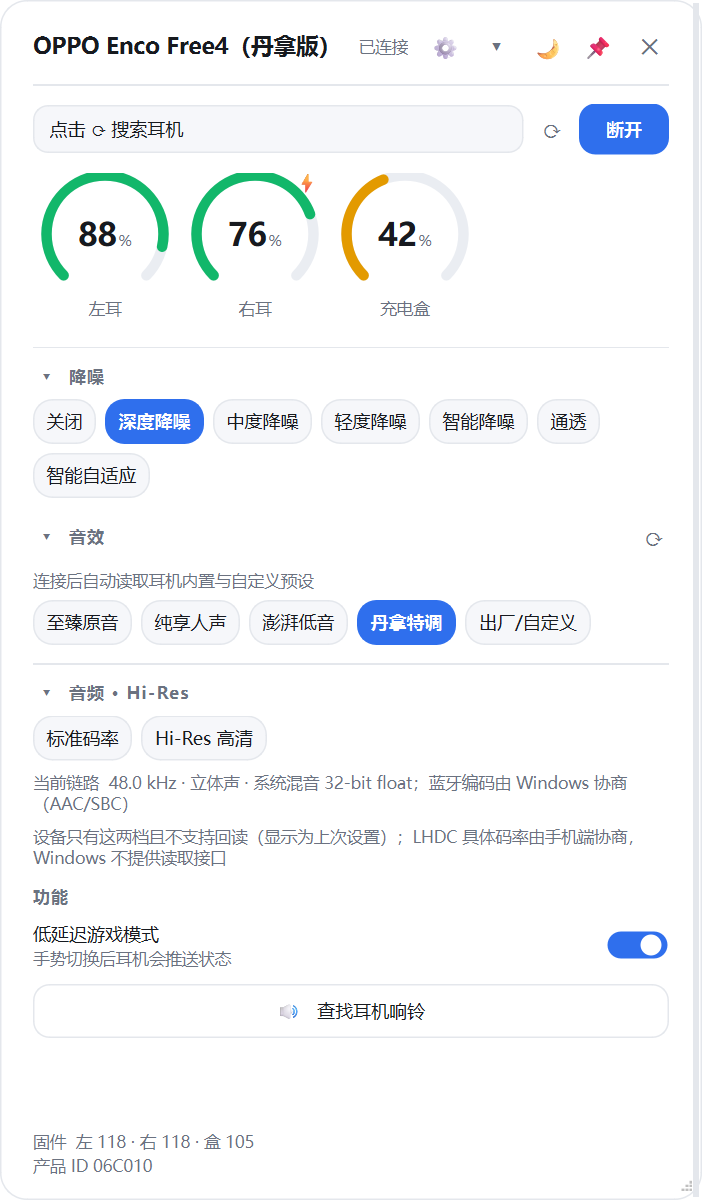 OPPO Enco Free4（丹拿版） 已连接
点击 ⟳ 搜索耳机 ⟳ 断开
88% 76% 42%
左耳 右耳 充电盒
▼ 降噪
关闭 深度降噪 中度降噪 轻度降噪 智能降噪 通透
智能自适应
▼ 音效 ⟳
连接后自动读取耳机内置与自定义预设
至臻原音 纯享人声 澎湃低音 丹拿特调 出厂/自定义
▼ 音频 • Hi-Res
标准码率 Hi-Res 高清
当前链路 48.0 kHz · 立体声 · 系统混音 32-bit float；蓝牙编码由 Windows 协商
（AAC/SBC）
设备只有这两档且不支持回读（显示为上次设置）；LHDC 具体码率由手机端协商，
Windows 不提供读取接口
功能
低延迟游戏模式
手势切换后耳机会推送状态
查找耳机响铃
固件 左 118 · 右 118 · 盒 105
产品 ID 06C010